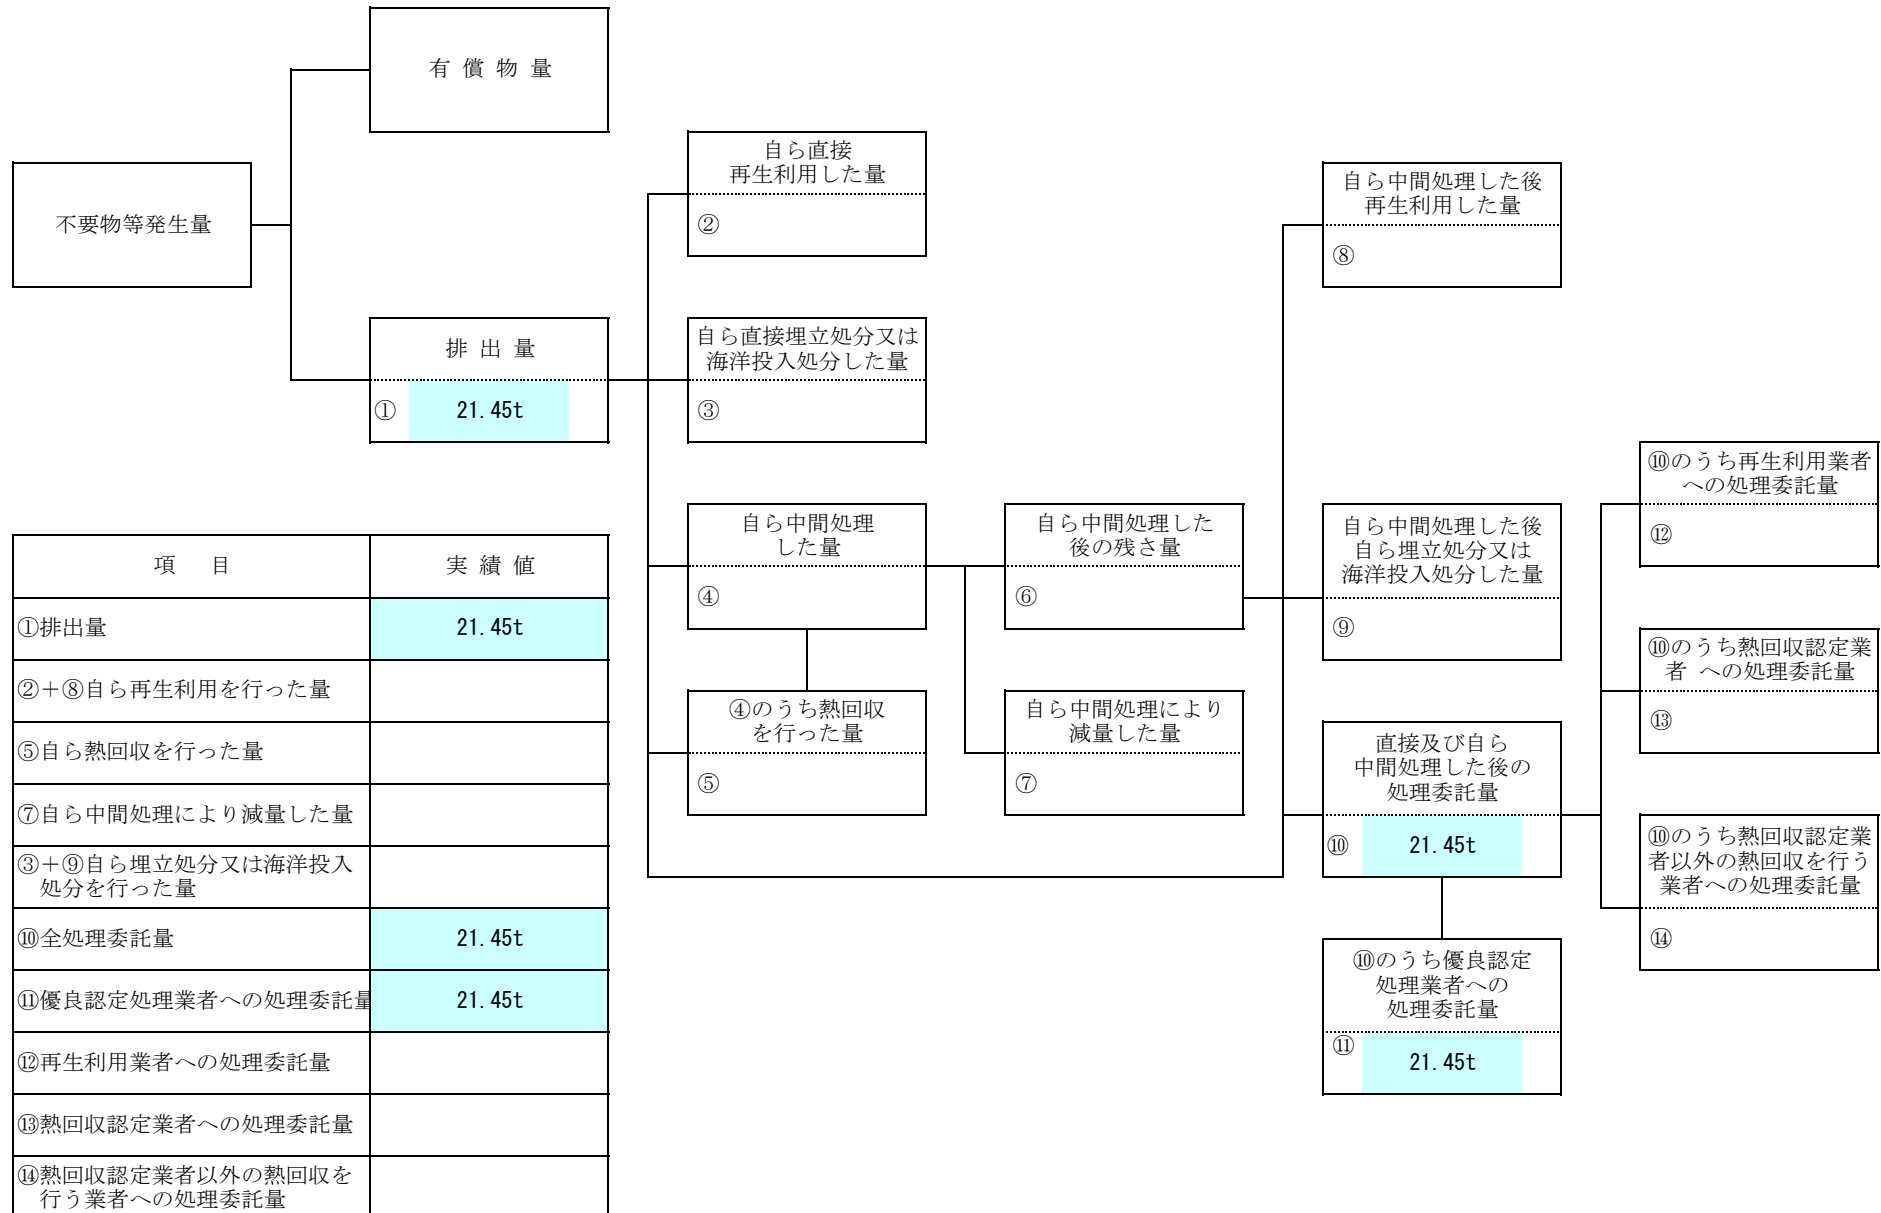 有償物量
不要物等発生量
排出量
①
21.45t
自ら直接
再生利用した量
②
自ら直接埋立処分又は
海洋投入処分した量
③
自ら中間処理
した量
④
④のうち熱回収
を行った量
⑤
自ら中間処理した
後の残さ量
⑥
自ら中間処理により
減量した量
⑦
自ら中間処理した後
再生利用した量
⑧
自ら中間処理した後
自ら埋立処分又は
海洋投入処分した量
⑨
直接及び自ら
中間処理した後の
処理委託量
⑩
21.45t
⑩のうち優良認定
処理業者への
処理委託量
⑪
21.45t
⑩のうち再生利用業者
への処理委託量
⑫
⑩のうち熱回収認定業
者 への処理委託量
⑬
⑩のうち熱回収認定業
者以外の熱回収を行う
業者への処理委託量
⑭
項 目 実績値
①排出量 21.45t
②＋⑧自ら再生利用を行った量
⑤自ら熱回収を行った量
⑦自ら中間処理により減量した量
③＋⑨自ら埋立処分又は海洋投入
処分を行った量
⑩全処理委託量 21.45t
⑪優良認定処理業者への処理委託量 21.45t
⑫再生利用業者への処理委託量
⑬熱回収認定業者への処理委託量
⑭熱回収認定業者以外の熱回収を
行う業者への処理委託量